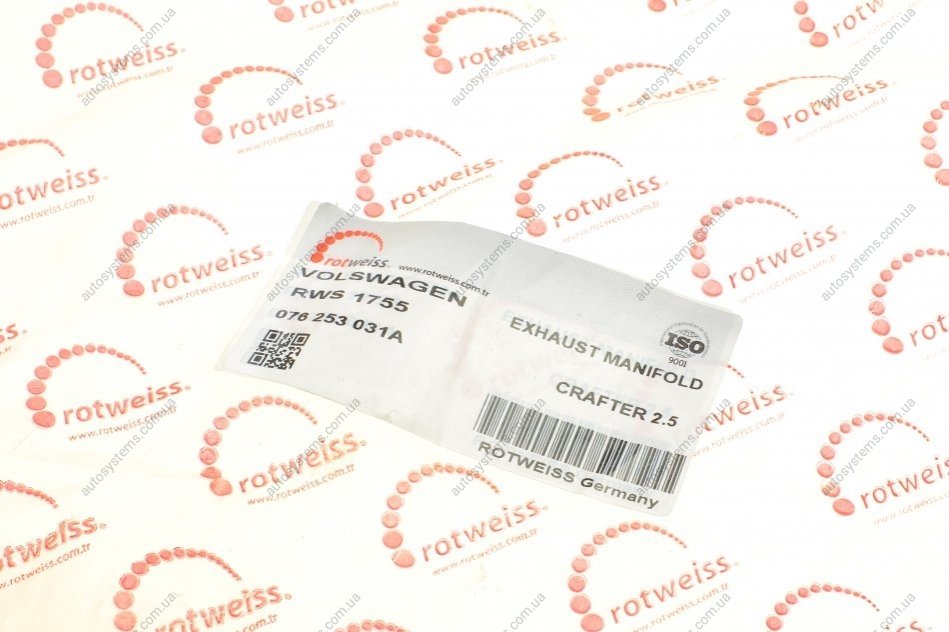 rotweiss.
www.rotweiss.com.tr
VOLSWAGEN
RWS 1755
076 253 031A
EXHAUST MANIFOLD
ISO
9001
CRAFTER 2.5
ROTWEISS Germany
rotweiss
www.rotweiss.com.tr
autosystems.com.ua